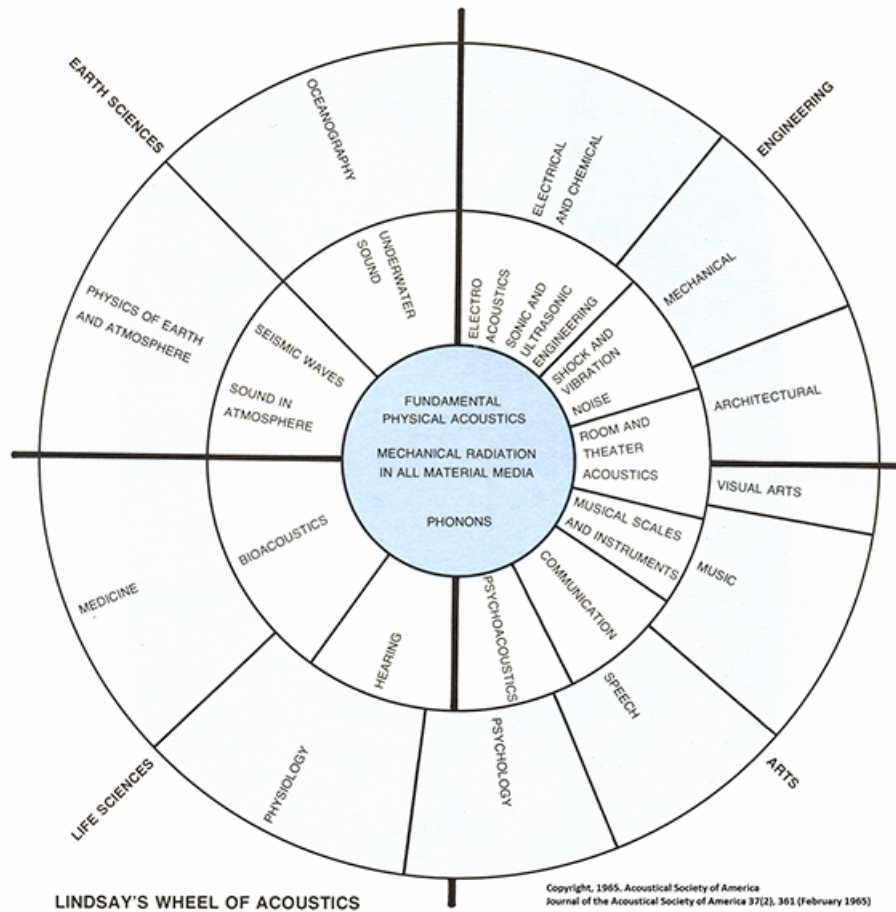 EARTH SCIENCES
ENGINEERING
OCEANOGRAPHY
ELECTRICAL
AND CHEMICAL
MECHANICAL
ARCHITECTURAL
VISUAL ARTS
MUSIC
SPEECH
PSYCHOLOGY
PHYSIOLOGY
MEDICINE
PHYSICS OF EARTH
AND ATMOSPHERE
UNDERWATER
SOUND
ELECTRO
ACOUSTICS
SONIC AND
ULTRASONIC
ENGINEERING
SHOCK AND
VIBRATION
NOISE
ROOM AND
THEATER
ACOUSTICS
MUSICAL SCALES
AND INSTRUMENTS
COMMUNICATION
PSYCHOACOUSTICS
HEARING
BIOACOUSTICS
SEISMIC WAVES
SOUND IN
ATMOSPHERE
FUNDAMENTAL
PHYSICAL ACOUSTICS
MECHANICAL RADIATION
IN ALL MATERIAL MEDIA
PHONONS
LIFE SCIENCES
ARTS
LINDSAY'S WHEEL OF ACOUSTICS
Copyright, 1965. Acoustical Society of America
Journal of the Acoustical Society of America 37(2), 361 (February 1965)